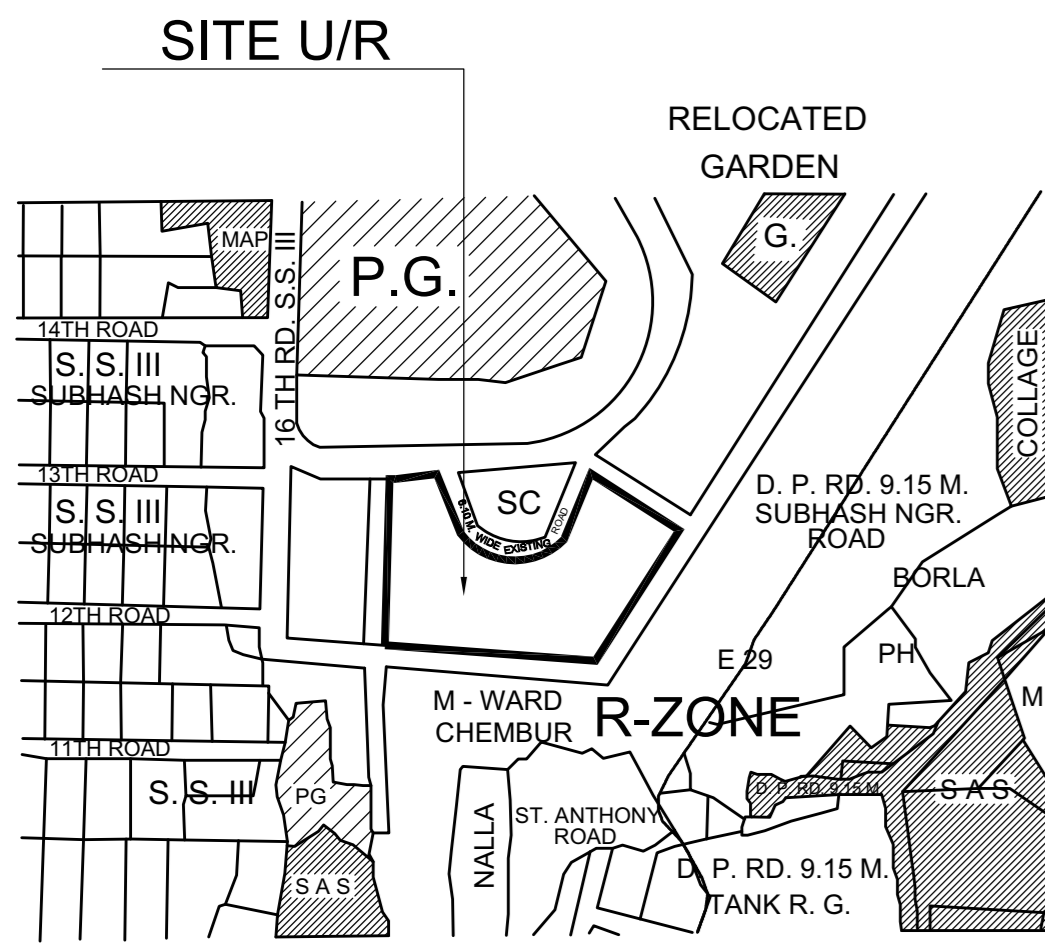 SITE U/R
RELOCATED
GARDEN
G.
MAP
P.G.
16 TH RD. S.S. III
14TH ROAD
S. S. III
SUBHASH NGR.
COLLAGE
13TH ROAD
SC
6.10 M. WIDE EXISTING ROAD
D. P. RD. 9.15 M.
SUBHASH NGR.
ROAD
S. S. III
SUBHASH NGR.
BORLA
12TH ROAD
E 29
PH
M - WARD
CHEMBUR
R-ZONE
M
11TH ROAD
S. S. III
PG
D. P. RD. 9.15 M.
S A S
ST. ANTHONY
ROAD
NALLA
S A S
D. P. RD. 9.15 M.
TANK R. G.